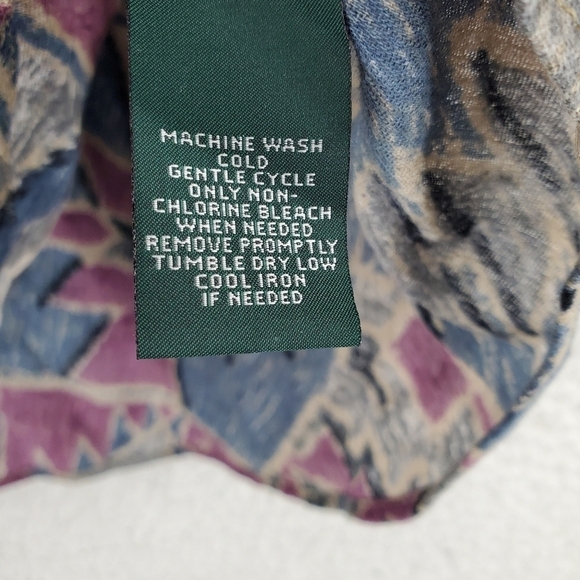 MACHINE WASH
COLD
GENTLE CYCLE
ONLY NON-
CHLORINE BLEACH
WHEN NEEDED
REMOVE PROMPTLY
TUMBLE DRY LOW
COOL IRON
IF NEEDED